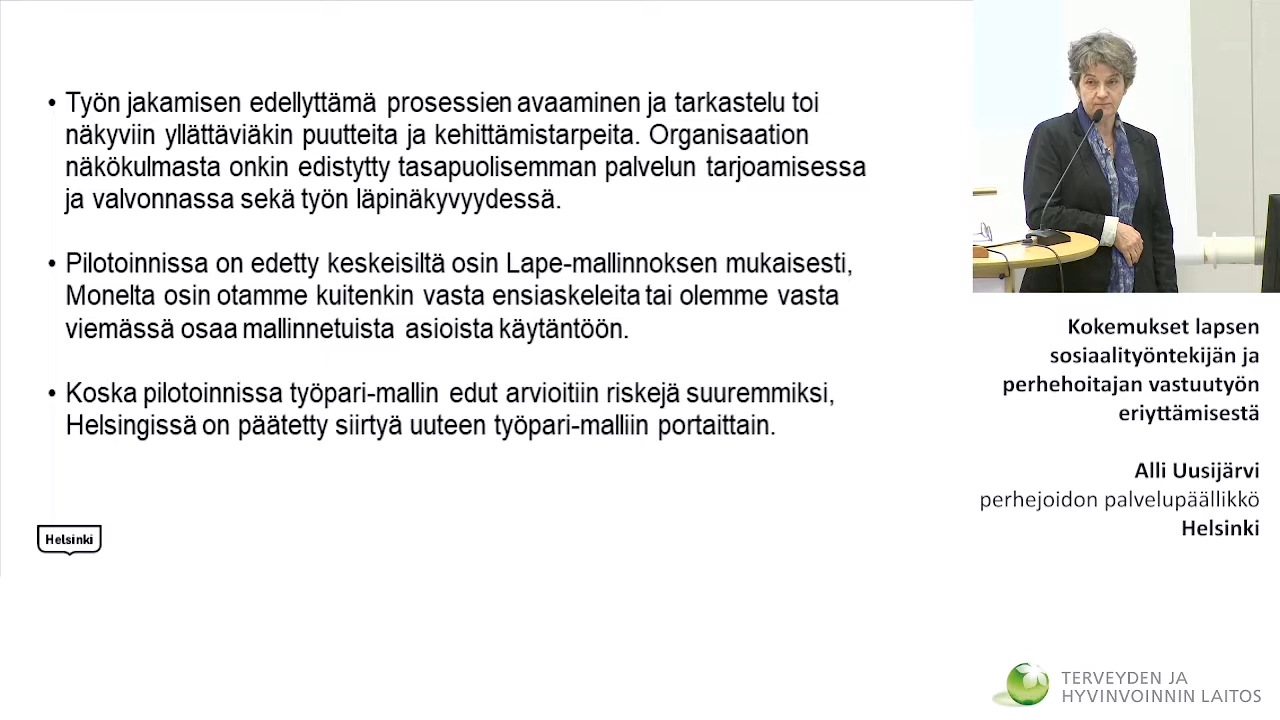 • Työn jakamisen edellyttämä prosessien avaaminen ja tarkastelu toi
näkyviin yllättäviäkin puutteita ja kehittämistarpeita. Organisaation
näkökulmasta onkin edistytty tasapuolisemman palvelun tarjoamisessa
ja valvonnassa sekä työn läpinäkyvyydessä.
• Pilotoinnissa on edetty keskeisiltä osin Lape-mallinnoksen mukaisesti,
Monelta osin otamme kuitenkin vasta ensiaskeleita tai olemme vasta
viemässä osaa mallinnetuista asioista käytäntöön.
• Koska pilotoinnissa työpari-mallin edut arvioitiin riskejä suuremmiksi,
Helsingissä on päätetty siirtyä uuteen työpari-malliin portaittain.
Helsinki
Kokemukset lapsen
sosiaalityöntekijän ja
perhehoitajan vastuutyön
eriyttämisestä
Alli Uusijärvi
perhejoidon palvelupäällikkö
Helsinki
TERVEYDEN JA
HYVINVOINNIN LAITOS